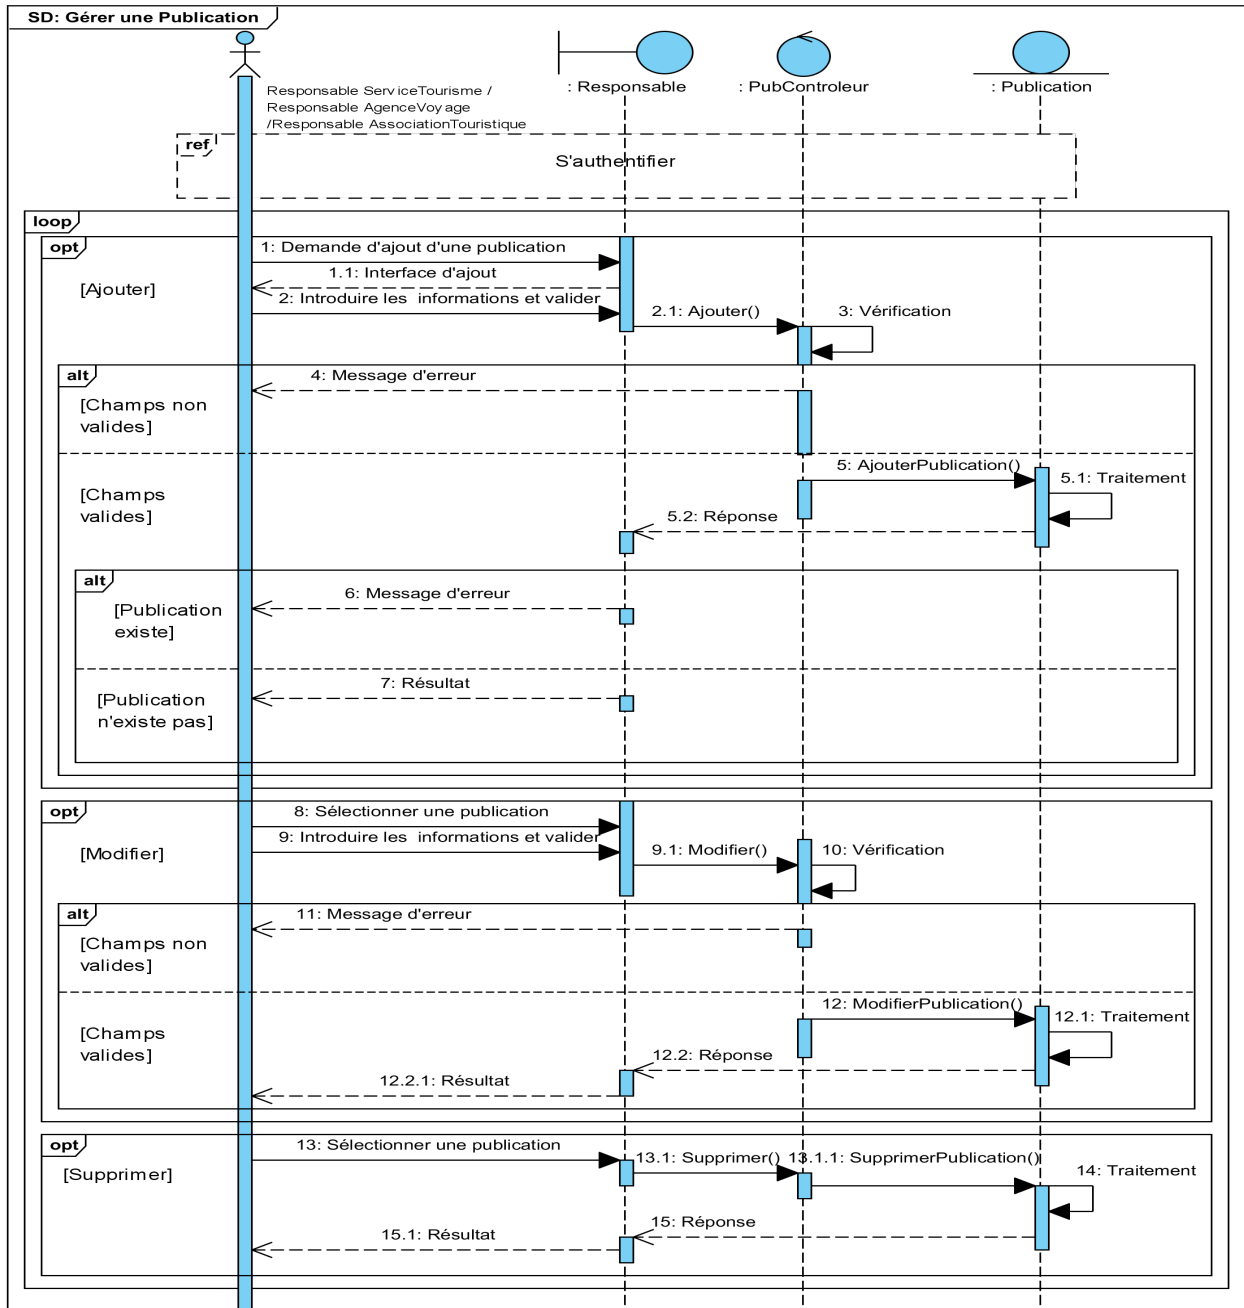 SD: Gérer une Publication
: Responsable
: PubControleur
: Publication
Responsable ServiceTourisme /
Responsable AgenceVoyage
/Responsable AssociationTouristique
ref
S'authentifier
loop
opt
1: Demande d'ajout d'une publication
1.1: Interface d'ajout
[Ajouter]
2: Introduire les informations et valider
2.1: Ajouter()
3: Vérification
alt
4: Message d'erreur
[Champs non
valides]
5: AjouterPublication()
5.1: Traitement
[Champs
valides]
5.2: Réponse
alt
6: Message d'erreur
[Publication
existe]
7: Résultat
[Publication
n'existe pas]
opt
8: Sélectionner une publication
9: Introduire les informations et valider
[Modifier]
9.1: Modifier()
10: Vérification
alt
11: Message d'erreur
[Champs non
valides]
12: ModifierPublication()
12.1: Traitement
[Champs
valides]
12.2: Réponse
12.2.1: Résultat
opt
13: Sélectionner une publication
[Supprimer]
13.1: Supprimer()
13.1.1: SupprimerPublication()
14: Traitement
15: Réponse
15.1: Résultat